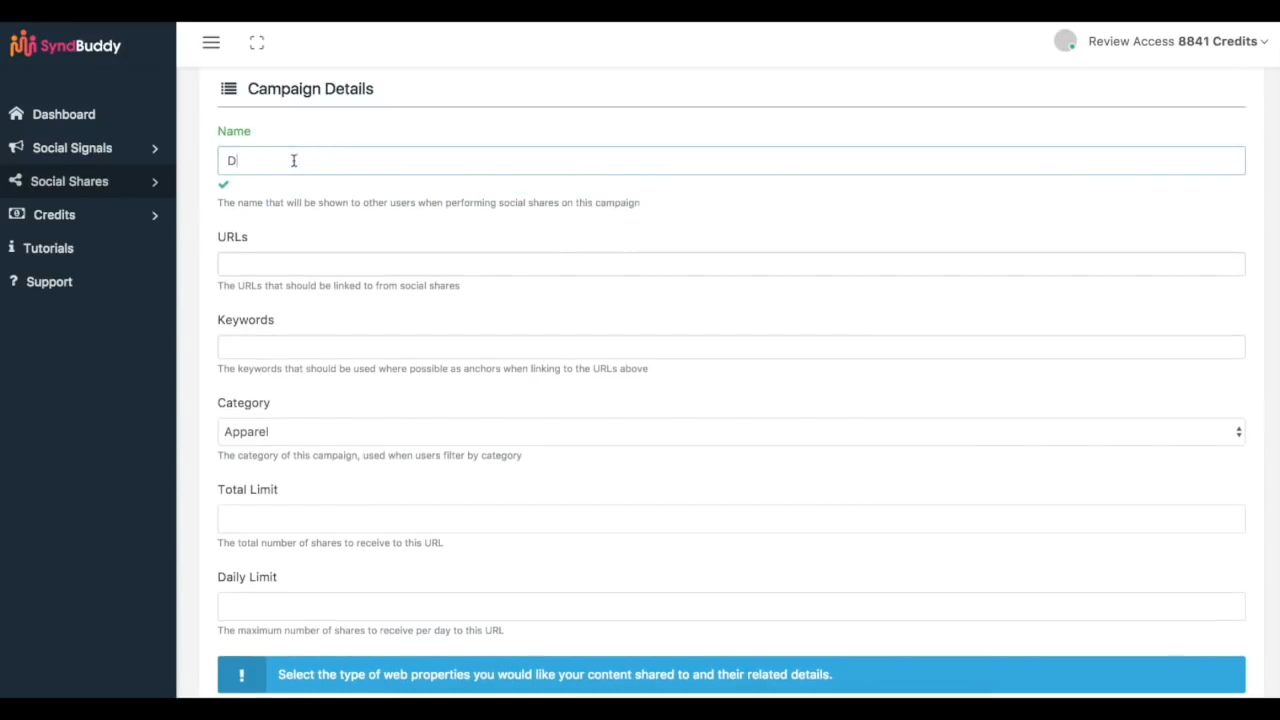 SyndBuddy
Review Access 8841 Credits
Dashboard
Social Signals
Social Shares
Credits
Tutorials
? Support
Campaign Details
Name
D
The name that will be shown to other users when performing social shares on this campaign
URLs
The URLs that should be linked to from social shares
Keywords
The keywords that should be used where possible as anchors when linking to the URLs above
Category
Apparel
The category of this campaign, used when users filter by category
Total Limit
The total number of shares to receive to this URL
Daily Limit
The maximum number of shares to receive per day to this URL
! Select the type of web properties you would like your content shared to and their related details.